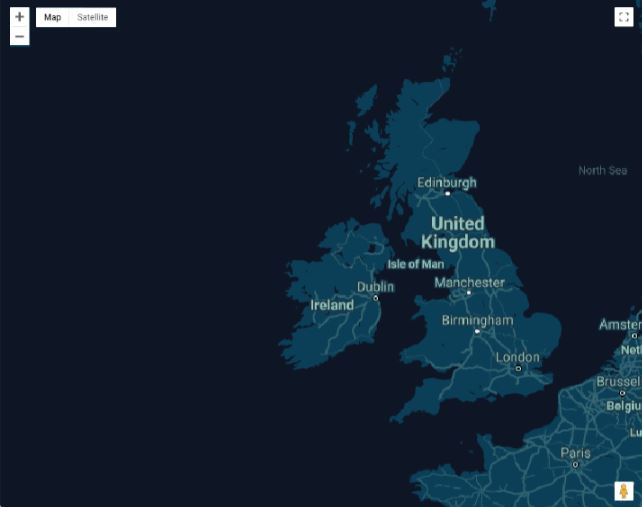 +
Map Satellite
−
North Sea
Edinburgh
United
Kingdom
Isle of Man
Dublin
Manchester
Ireland
Birmingham
Amster
Netl
London
Brussel
Belgiu
Lu
Paris